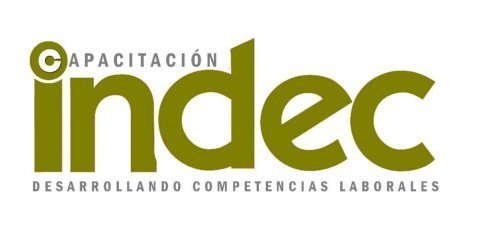 CAPACITACIÓN
indec
DESARROLLANDO COMPETENCIAS LABORALES